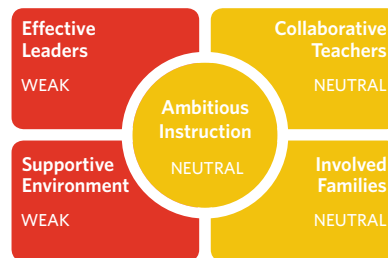 Effective
Leaders
WEAK
Collaborative
Teachers
NEUTRAL
Ambitious
Instruction
NEUTRAL
Supportive
Environment
WEAK
Involved
Families
NEUTRAL